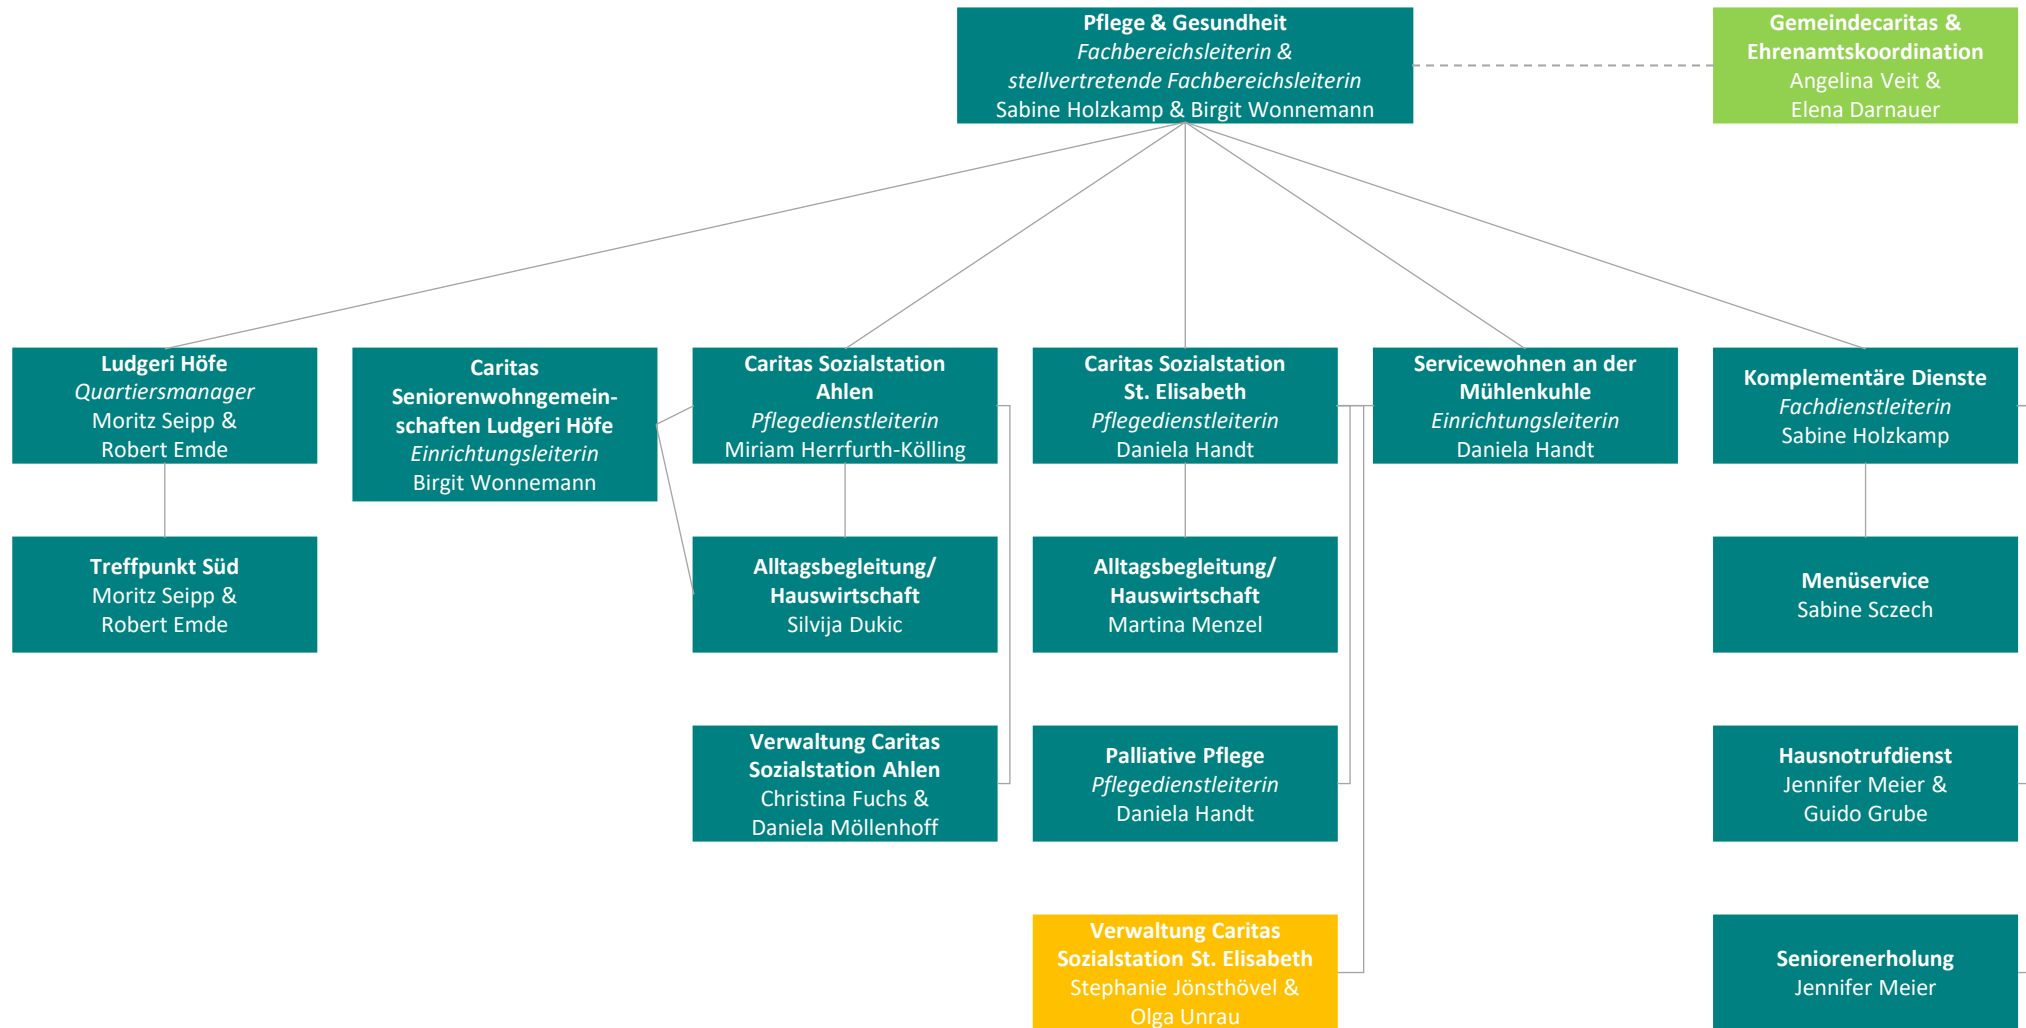 Pflege & Gesundheit
Fachbereichsleiterin &
stellvertretende Fachbereichsleiterin
Sabine Holzkamp & Birgit Wonnemann
Gemeindecaritas &
Ehrenamtskoordination
Angelina Veit &
Elena Darnauer
Ludgeri Höfe
Quartiersmanager
Moritz Seipp &
Robert Emde
Caritas
Seniorenwohngemein-
schaften Ludgeri Höfe
Einrichtungsleiterin
Birgit Wonnemann
Caritas Sozialstation
Ahlen
Pflegedienstleiterin
Miriam Herrfurth-Kölling
Caritas Sozialstation
St. Elisabeth
Pflegedienstleiterin
Daniela Handt
Servicewohnen an der
Mühlenkuhle
Einrichtungsleiterin
Daniela Handt
Komplementäre Dienste
Fachdienstleiterin
Sabine Holzkamp
Treffpunkt Süd
Moritz Seipp &
Robert Emde
Alltagsbegleitung/
Hauswirtschaft
Silvija Dukic
Alltagsbegleitung/
Hauswirtschaft
Martina Menzel
Menüservice
Sabine Sczech
Verwaltung Caritas
Sozialstation Ahlen
Christina Fuchs &
Daniela Möllenhoff
Palliative Pflege
Pflegedienstleiterin
Daniela Handt
Hausnotrufdienst
Jennifer Meier &
Guido Grube
Verwaltung Caritas
Sozialstation St. Elisabeth
Stephanie Jönsthövel &
Olga Unrau
Seniorenerholung
Jennifer Meier